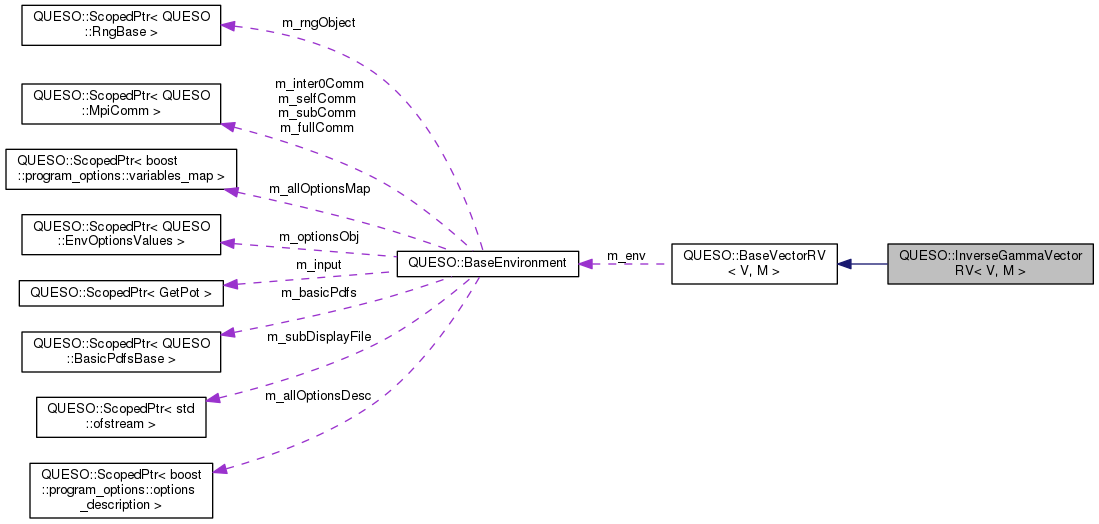 QUESO::ScopedPtr< QUESO
::RngBase >
m_rngObject
QUESO::ScopedPtr< QUESO
::MpiComm >
m_inter0Comm
m_selfComm
m_subComm
m_fullComm
QUESO::ScopedPtr< boost
::program_options::variables_map >
m_allOptionsMap
QUESO::ScopedPtr< QUESO
::EnvOptionsValues >
m_optionsObj
QUESO::ScopedPtr< GetPot >
m_input
QUESO::ScopedPtr< QUESO
::BasicPdfsBase >
m_basicPdfs
QUESO::ScopedPtr< std
::ofstream >
m_subDisplayFile
QUESO::ScopedPtr< boost
::program_options::options
_description >
m_allOptionsDesc
QUESO::BaseEnvironment
m_env
QUESO::BaseVectorRV
< V, M >
QUESO::InverseGammaVector
RV< V, M >